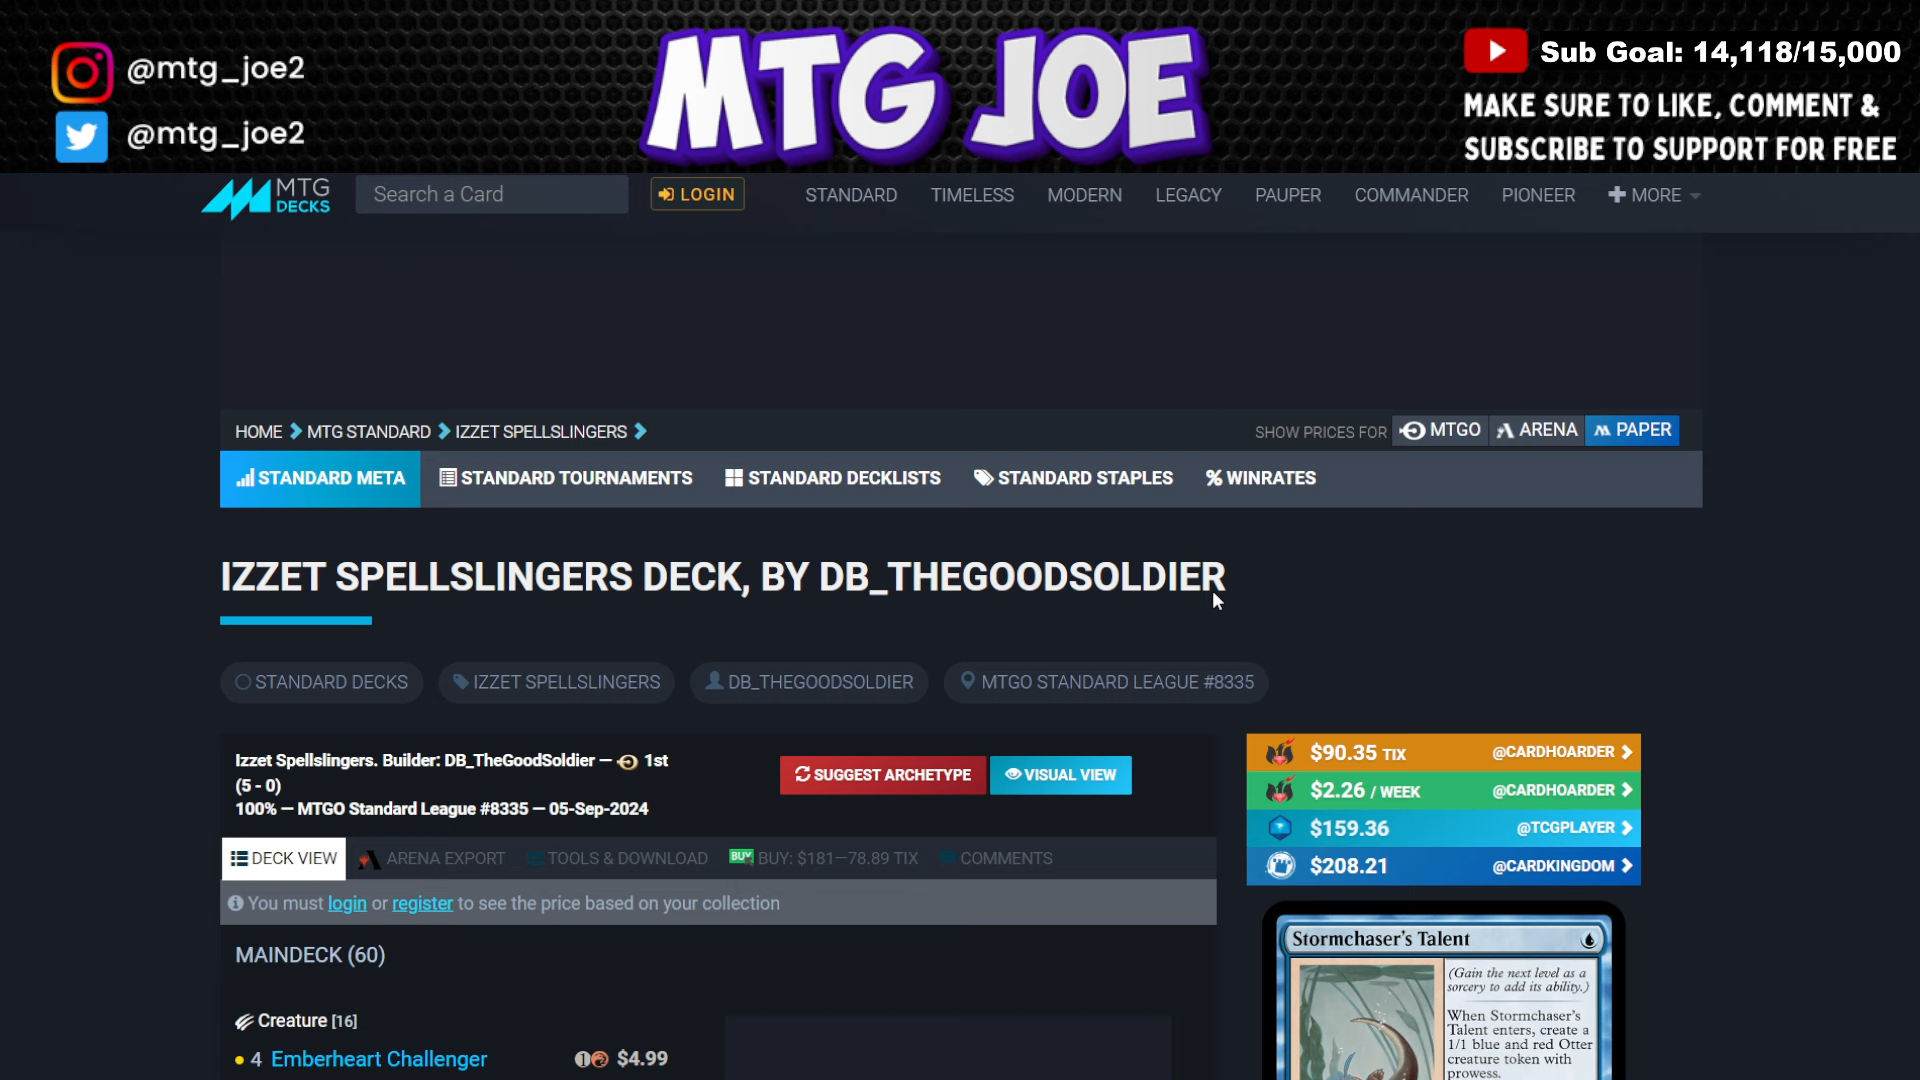 @mtg_joe2
@mtg_joe2
MTG JOE
Sub Goal: 14,118/15,000
MAKE SURE TO LIKE, COMMENT &
SUBSCRIBE TO SUPPORT FOR FREE
MTG
DECKS
Search a Card
LOGIN
STANDARD TIMELESS MODERN LEGACY PAUPER COMMANDER PIONEER MORE
HOME MTG STANDARD IZZET SPELLSLINGERS
SHOW PRICES FOR MTGO ARENA PAPER
STANDARD META STANDARD TOURNAMENTS STANDARD DECKLISTS STANDARD STAPLES % WINRATES
IZZET SPELLSLINGERS DECK, BY DB_THEGOODSOLDIER
STANDARD DECKS IZZET SPELLSLINGERS DB_THEGOODSOLDIER MTGO STANDARD LEAGUE #8335
Izzet Spellslingers. Builder: DB_TheGoodSoldier — 1st
(5 - 0)
100% — MTGO Standard League #8335 — 05-Sep-2024
SUGGEST ARCHETYPE VISUAL VIEW
$90.35 TIX @CARDHOARDER
$2.26 / WEEK @CARDHOARDER
$159.36 @TCGPLAYER
$208.21 @CARDKINGDOM
DECK VIEW ARENA EXPORT TOOLS & DOWNLOAD BUY BUY: $181—78.89 TIX COMMENTS
You must login or register to see the price based on your collection
MAINDECK (60)
Creature [16]
4 Emberheart Challenger 1 $4.99
Stormchaser's Talent
(Gain the next level as a
sorcery to add its ability.)
When Stormchaser's
Talent enters, create a
1/1 blue and red Otter
creature token with
prowess.